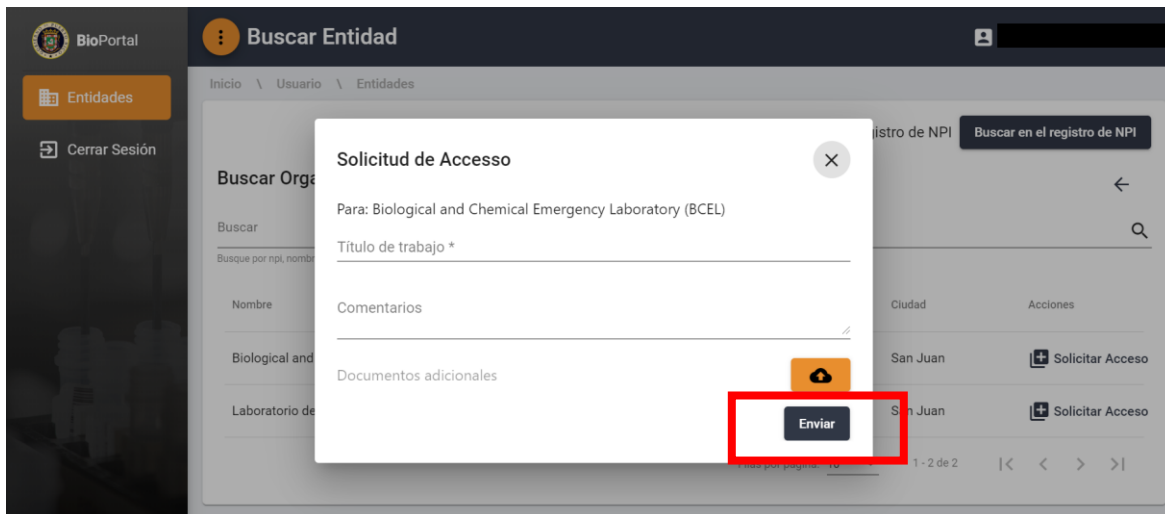 BioPortal
Buscar Entidad
Entidades
Cerrar Sesión
Inicio \ Usuario \ Entidades
istro de NPI
Buscar en el registro de NPI
Buscar Orga
Buscar
Busque por npi, nombr
Solicitud de Accesso
Para: Biological and Chemical Emergency Laboratory (BCEL)
Título de trabajo *
Comentarios
Documentos adicionales
Enviar
Nombre Ciudad Acciones
Biological and San Juan Solicitar Acceso
Laboratorio de San Juan Solicitar Acceso
Filas por página: 10 1 - 2 de 2